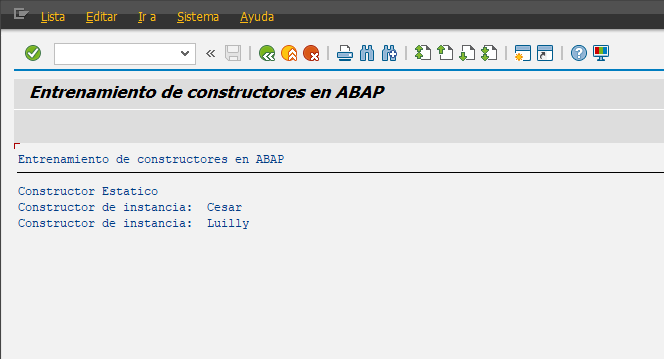 Lista Editar Ir a Sistema Ayuda
Entrenamiento de constructores en ABAP
Entrenamiento de constructores en ABAP
Constructor Estatico
Constructor de instancia: Cesar
Constructor de instancia: Luilly